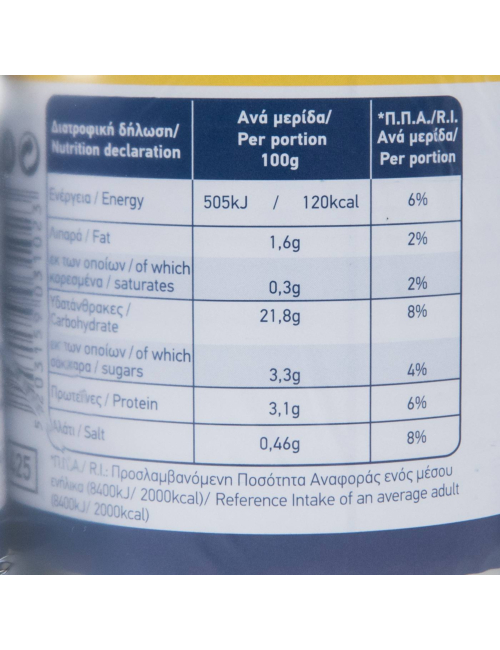 Διατροφική δήλωση/
Nutrition declaration
Ανά μερίδα/
Per portion
100g
*Π.Π.Α./R.I.
Ανά μερίδα/
Per portion
Ενέργεια / Energy 505kJ / 120kcal 6%
Λιπαρά / Fat 1,6g 2%
εκ των οποίων / of which
κορεσμένα / saturates 0,3g 2%
Υδατάνθρακες /
Carbohydrate 21,8g 8%
εκ των οποίων / of which
σάκχαρα / sugars 3,3g 4%
Πρωτεΐνες / Protein 3,1g 6%
Αλάτι / Salt 0,46g 8%
*Π.Π.Α./ R.I.: Προσλαμβανόμενη Ποσότητα Αναφοράς ενός μέσου
ενήλικα (8400kJ/ 2000kcal)/ Reference Intake of an average adult
(8400kJ/ 2000kcal)
25